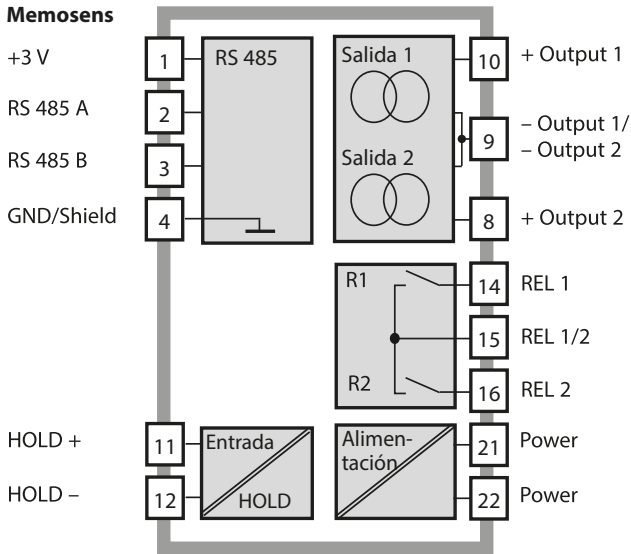 Memosens
+3 V
1
RS 485
Salida 1
10
+ Output 1
RS 485 A
2
– Output 1/
9
– Output 2
RS 485 B
3
Salida 2
GND/Shield
4
8
+ Output 2
R1
14
REL 1
15
REL 1/2
R2
16
REL 2
HOLD +
11
Entrada
Alimen-
tación
21
Power
HOLD –
12
HOLD
22
Power